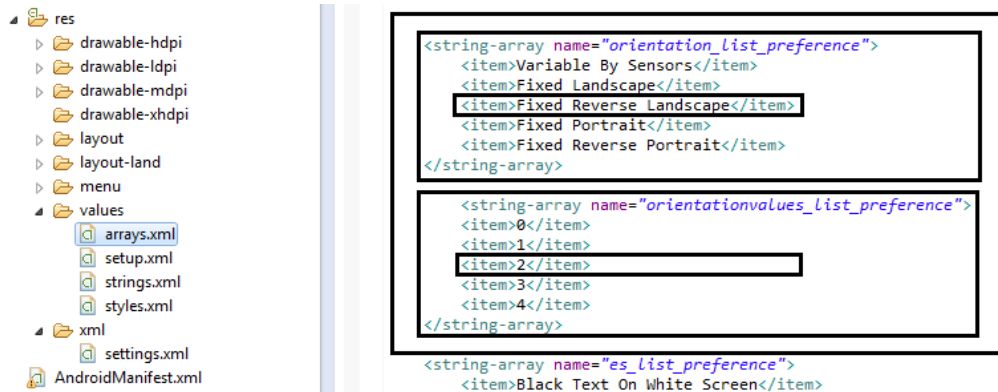 res
drawable-hdpi
drawable-ldpi
drawable-mdpi
drawable-xhdpi
layout
layout-land
menu
values
arrays.xml
setup.xml
strings.xml
styles.xml
xml
settings.xml
AndroidManifest.xml
<string-array name="orientation_list_preference">
<item>Variable By Sensors</item>
<item>Fixed Landscape</item>
<item>Fixed Reverse Landscape</item>
<item>Fixed Portrait</item>
<item>Fixed Reverse Portrait</item>
</string-array>
<string-array name="orientationvalues_list_preference">
<item>0</item>
<item>1</item>
<item>2</item>
<item>3</item>
<item>4</item>
</string-array>
<string-array name="es_list_preference">
<item>Black Text On White Screen</item>